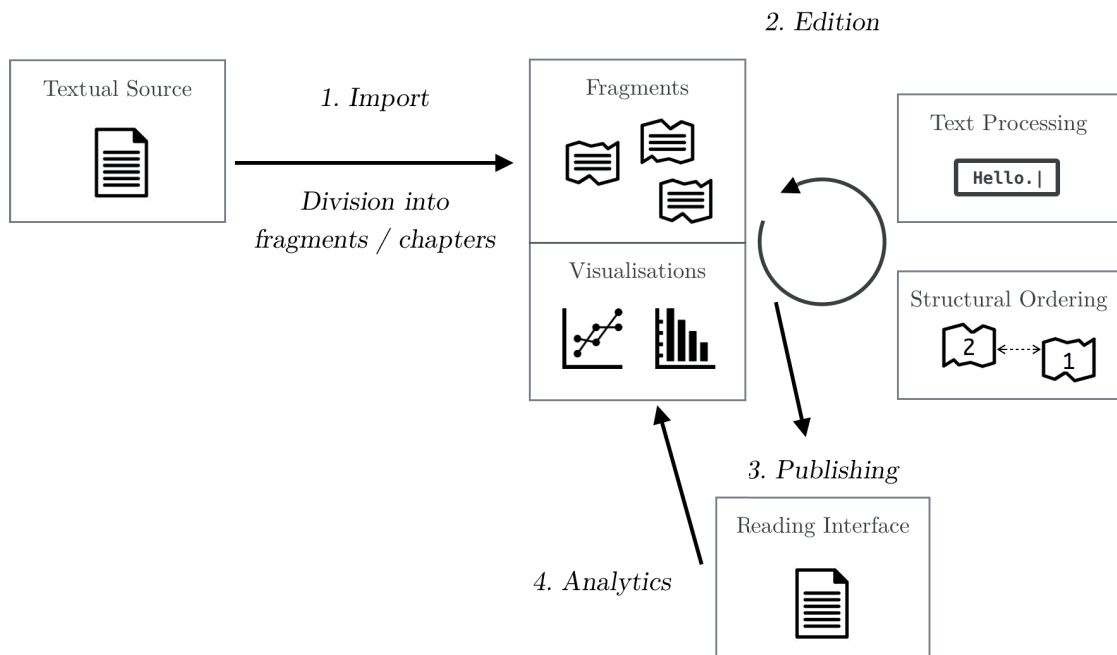 2. Edition
Textual Source
1. Import
Division into
fragments / chapters
Fragments
Visualisations
Text Processing
Hello.|
Structural Ordering
2
1
3. Publishing
Reading Interface
4. Analytics